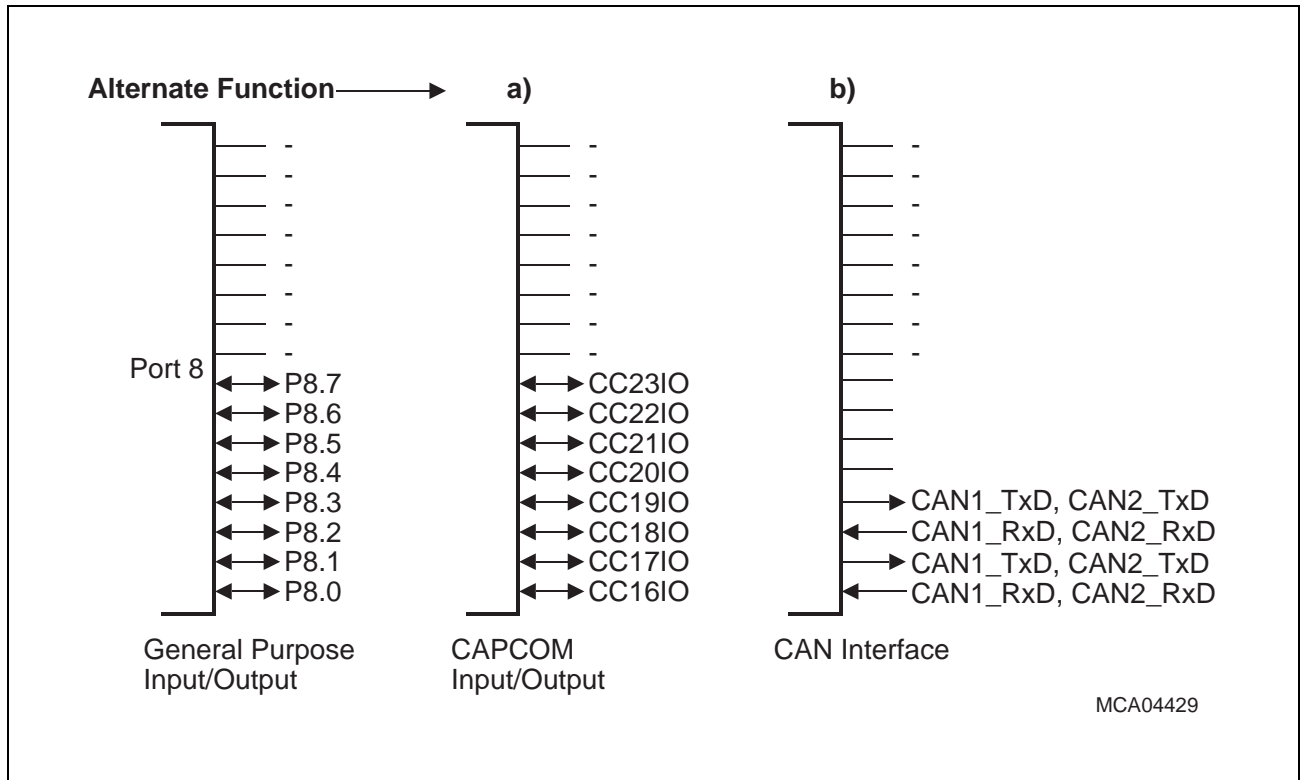 Alternate Function a) b)
- - -
- - -
- - -
- - -
- - -
- - -
- - -
- - -
Port 8
P8.7 CC23IO
P8.6 CC22IO
P8.5 CC21IO
P8.4 CC20IO
P8.3 CC19IO CAN1_TxD, CAN2_TxD
P8.2 CC18IO CAN1_RxD, CAN2_RxD
P8.1 CC17IO CAN1_TxD, CAN2_TxD
P8.0 CC16IO CAN1_RxD, CAN2_RxD
General Purpose CAPCOM CAN Interface
Input/Output Input/Output
MCA04429